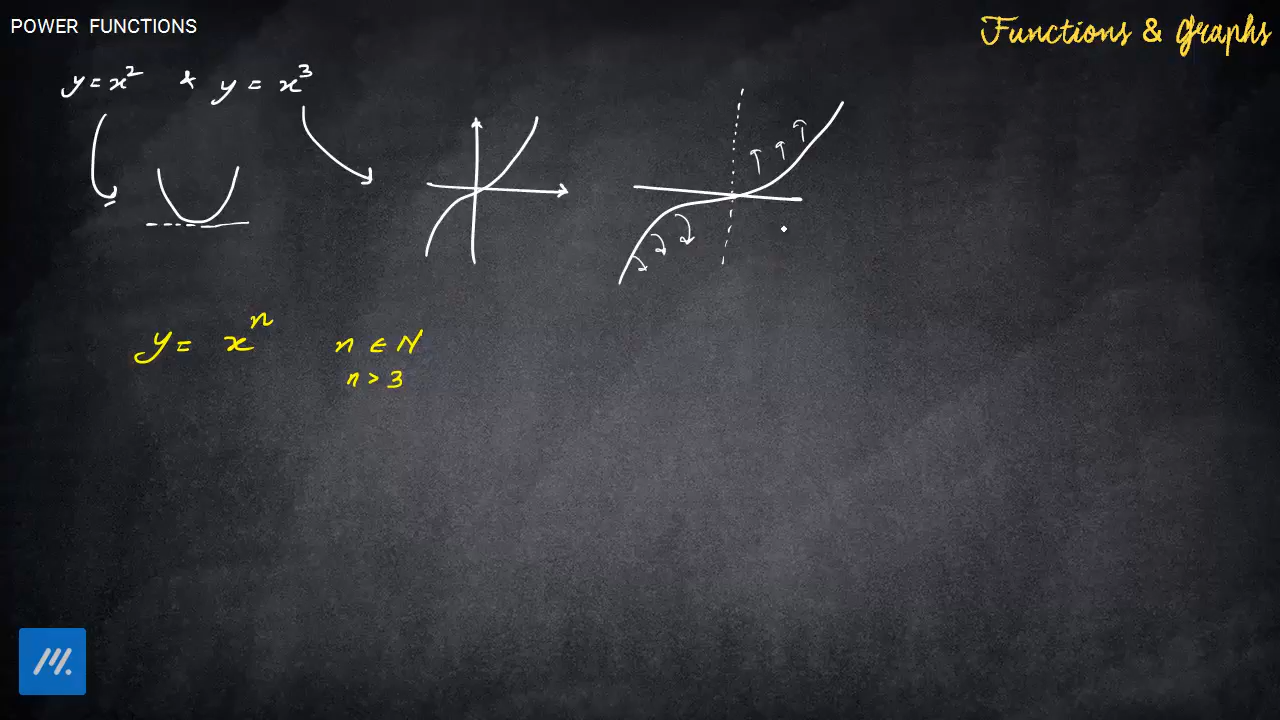 POWER FUNCTIONS
Functions & Graphs
y = x² & y = x³
y = xⁿ n ∈ N
n > 3